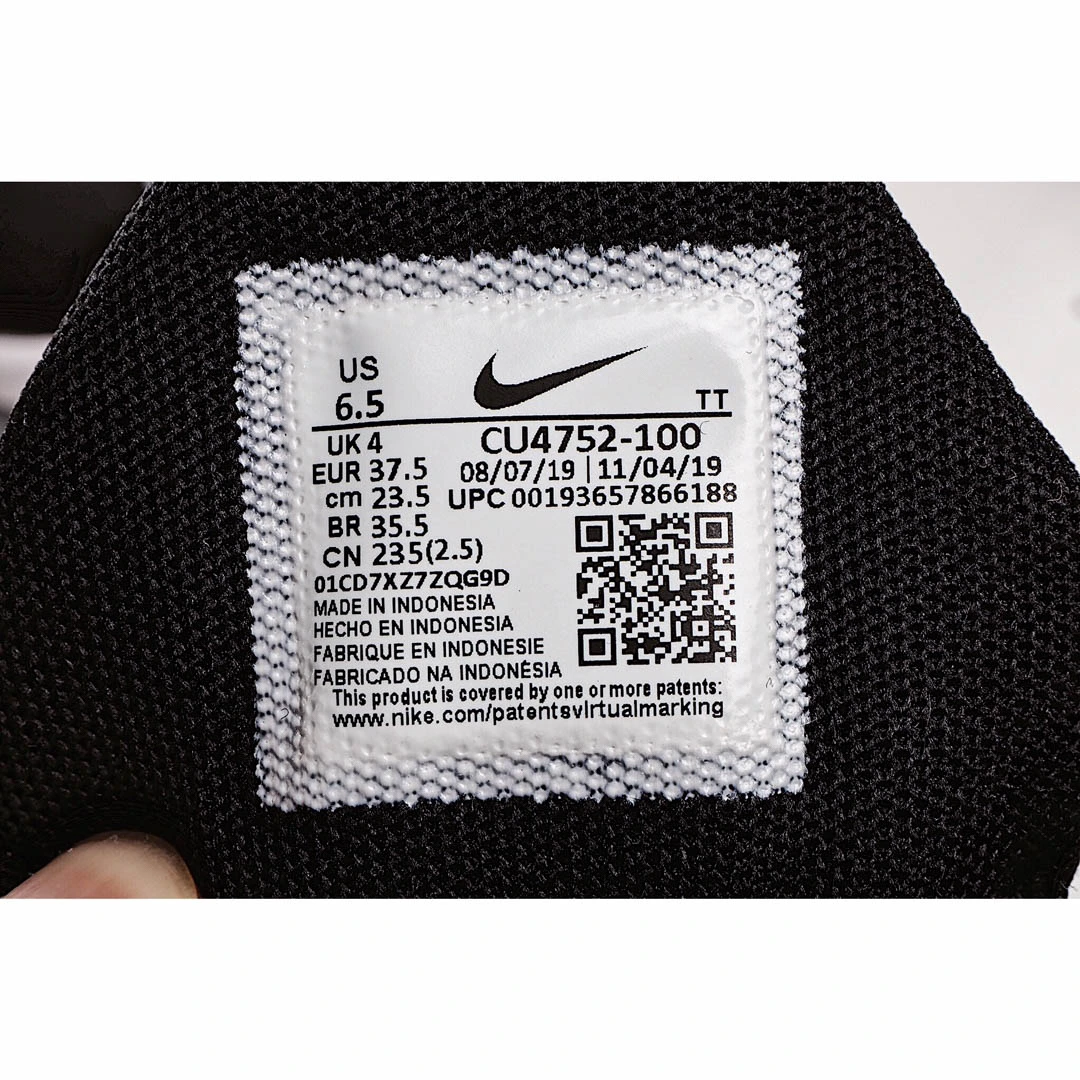 US
6.5
TT
UK 4
CU4752-100
EUR 37.5
08/07/19 | 11/04/19
cm 23.5
UPC 00193657866188
BR 35.5
CN 235(2.5)
01CD7XZ7ZQG9D
MADE IN INDONESIA
HECHO EN INDONESIA
FABRIQUE EN INDONESIE
FABRICADO NA INDONÉSIA
This product is covered by one or more patents:
www.nike.com/patentsvirtualmarking